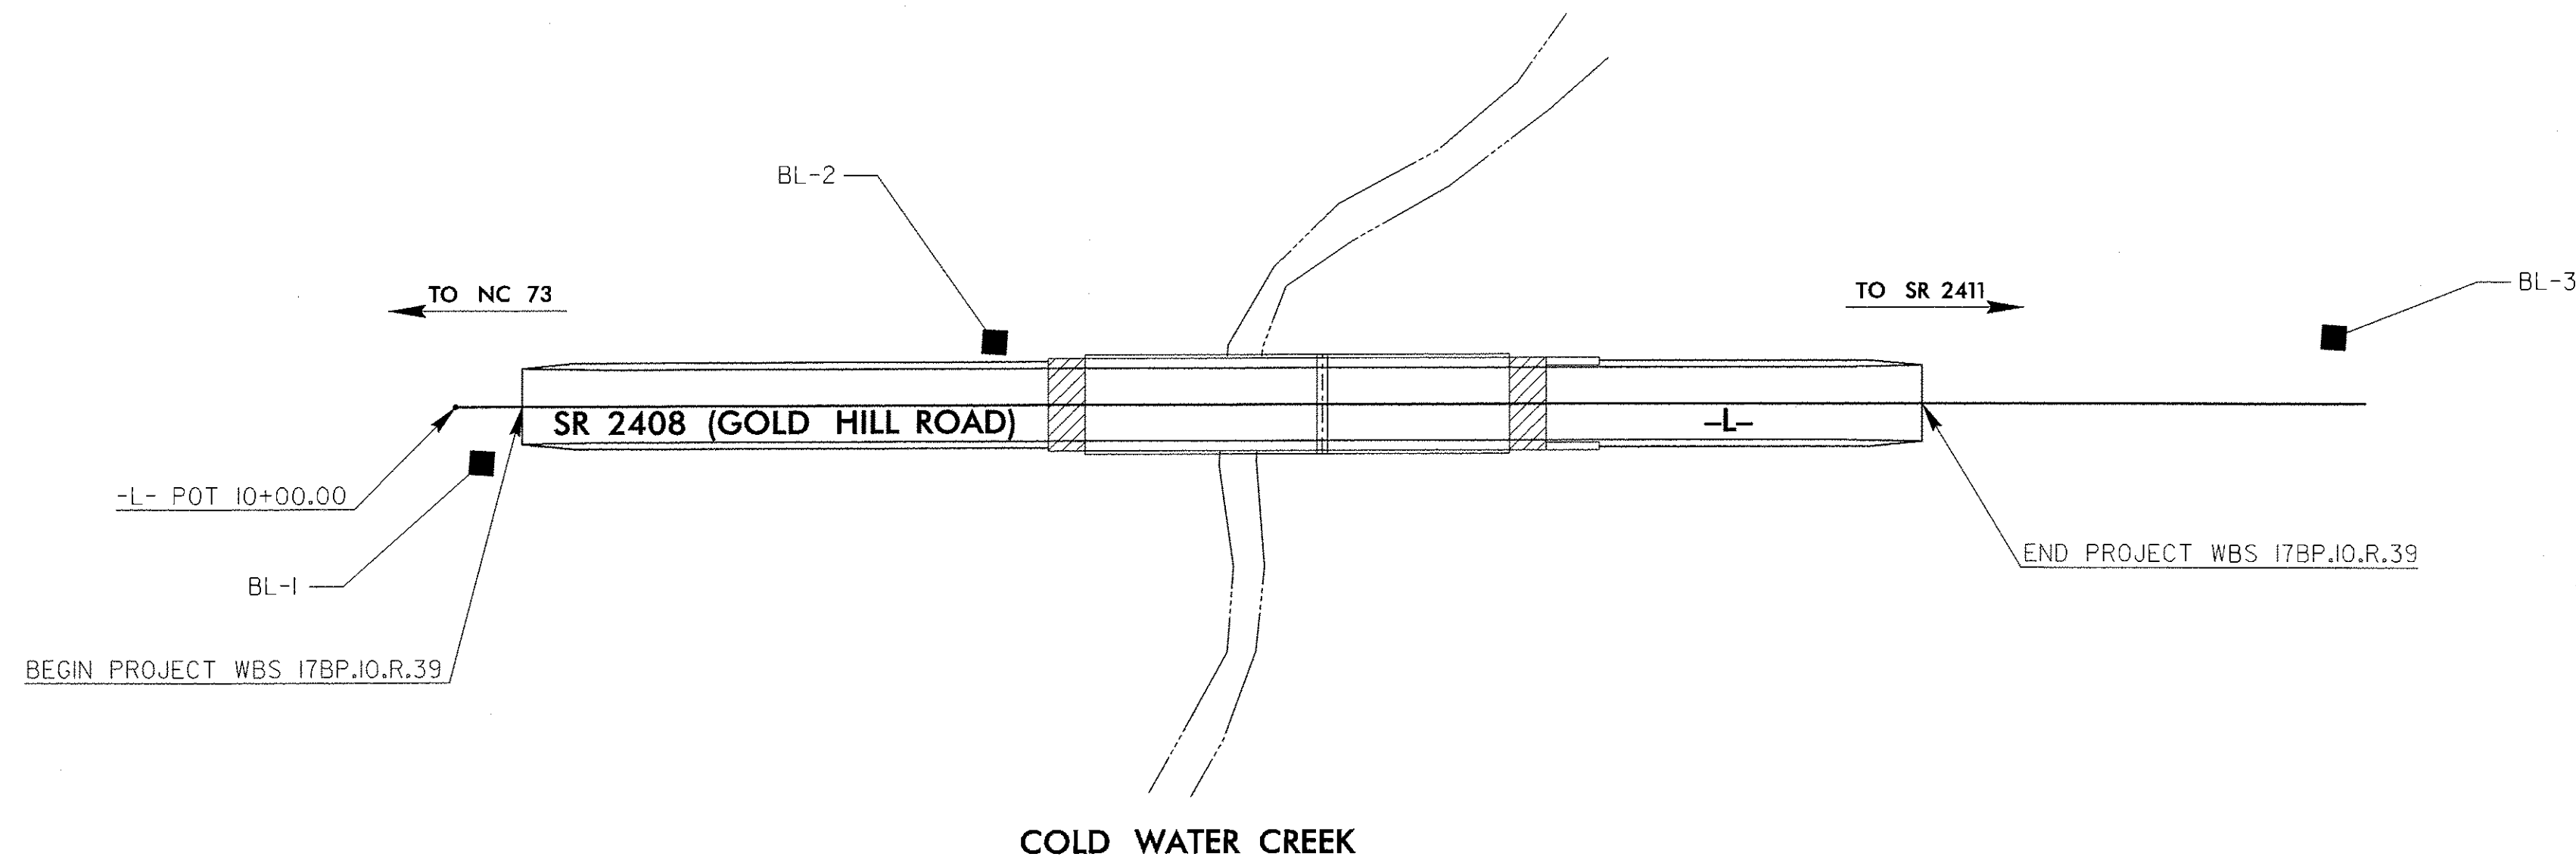 BL-2
BL-3
TO NC 73
TO SR 2411
SR 2408 (GOLD HILL ROAD)
-L-
-L- POT 10+00.00
BL-1
END PROJECT WBS 17BP.10.R.39
BEGIN PROJECT WBS 17BP.10.R.39
COLD WATER CREEK